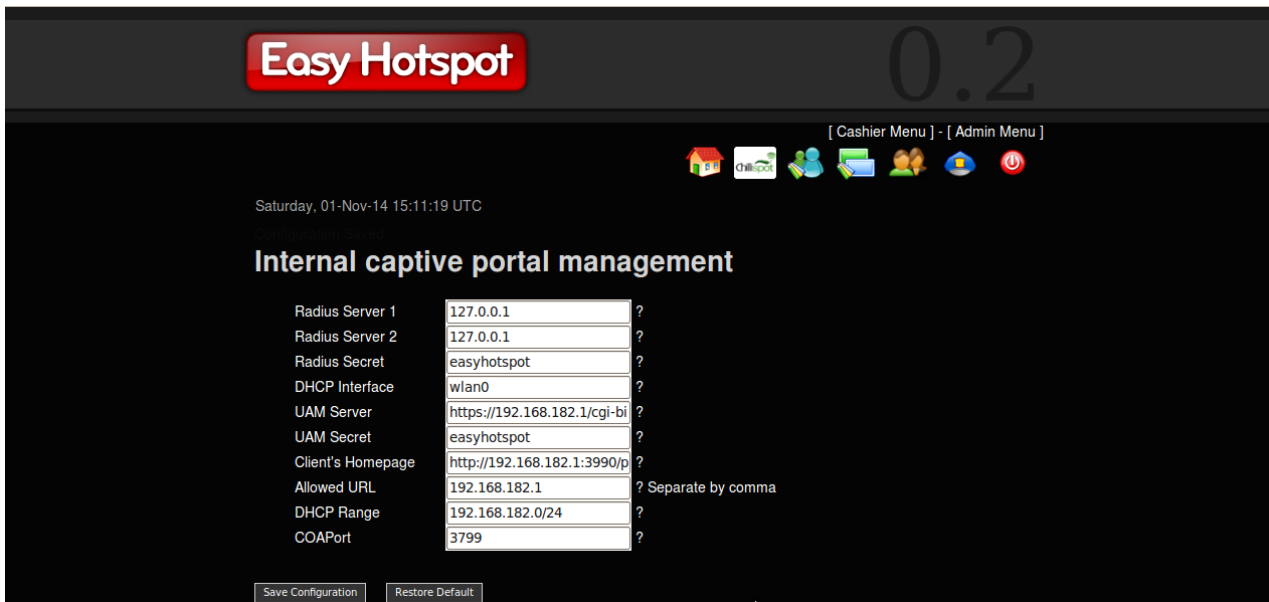 Easy Hotspot
0.2
[ Cashier Menu ] - [ Admin Menu ]
chillispot
Saturday, 01-Nov-14 15:11:19 UTC
Configuration Saved
Internal captive portal management
Radius Server 1 127.0.0.1 ?
Radius Server 2 127.0.0.1 ?
Radius Secret easyhotspot ?
DHCP Interface wlan0 ?
UAM Server https://192.168.182.1/cgi-bi ?
UAM Secret easyhotspot ?
Client's Homepage http://192.168.182.1:3990/p ?
Allowed URL 192.168.182.1 ? Separate by comma
DHCP Range 192.168.182.0/24 ?
COAPort 3799 ?
Save Configuration Restore Default